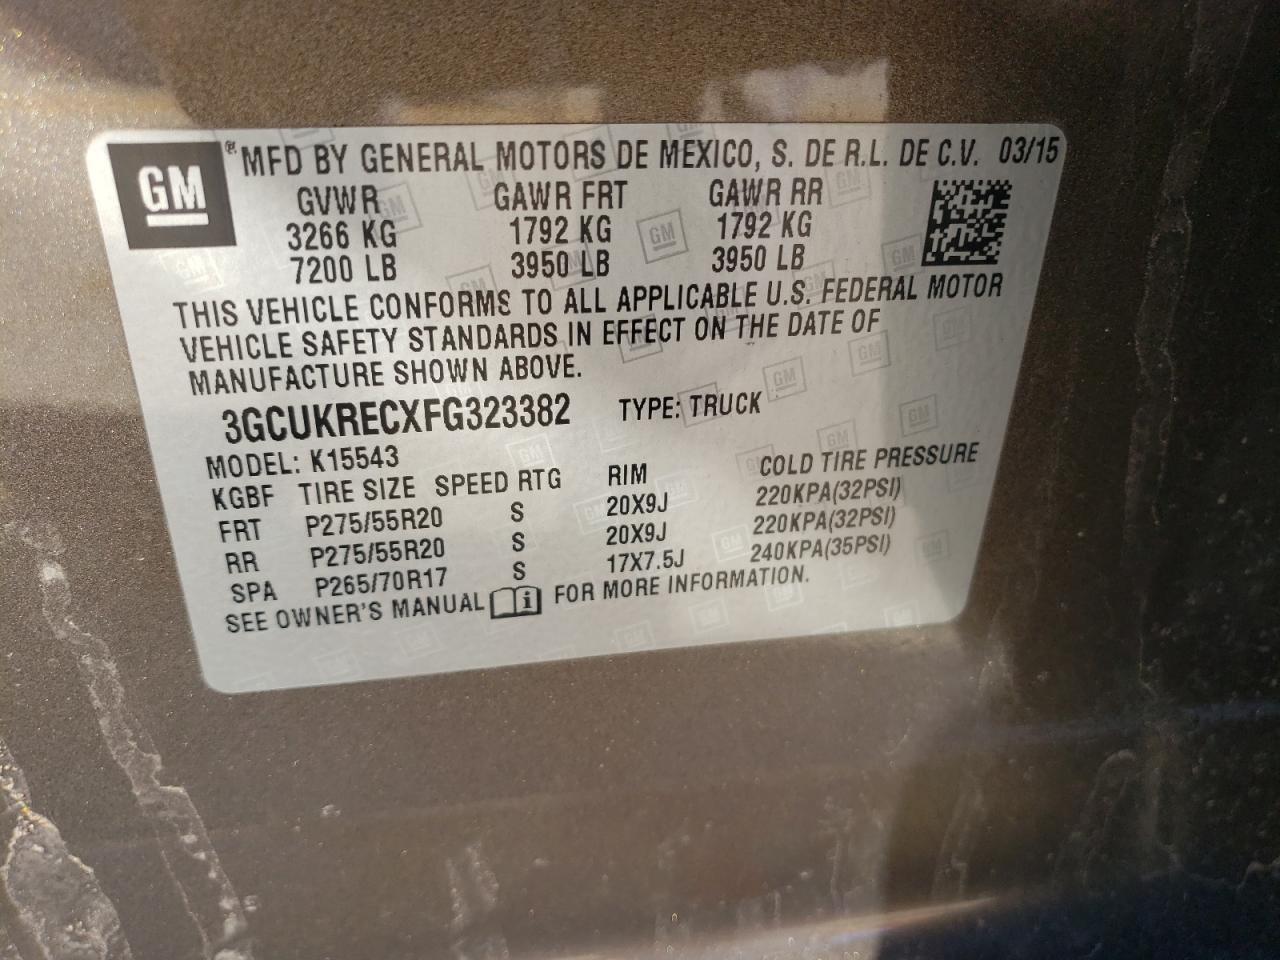 GM
® MFD BY GENERAL MOTORS DE MEXICO, S. DE R.L. DE C.V. 03/15
GVWR GAWR FRT GAWR RR
3266 KG 1792 KG 1792 KG
7200 LB 3950 LB 3950 LB
THIS VEHICLE CONFORMS TO ALL APPLICABLE U.S. FEDERAL MOTOR
VEHICLE SAFETY STANDARDS IN EFFECT ON THE DATE OF
MANUFACTURE SHOWN ABOVE.
3GCUKRECXFG323382 TYPE: TRUCK
MODEL: K15543
KGBF TIRE SIZE SPEED RTG RIM COLD TIRE PRESSURE
FRT P275/55R20 S 20X9J 220KPA(32PSI)
RR P275/55R20 S 20X9J 220KPA(32PSI)
SPA P265/70R17 S 17X7.5J 240KPA(35PSI)
SEE OWNER'S MANUAL i FOR MORE INFORMATION.